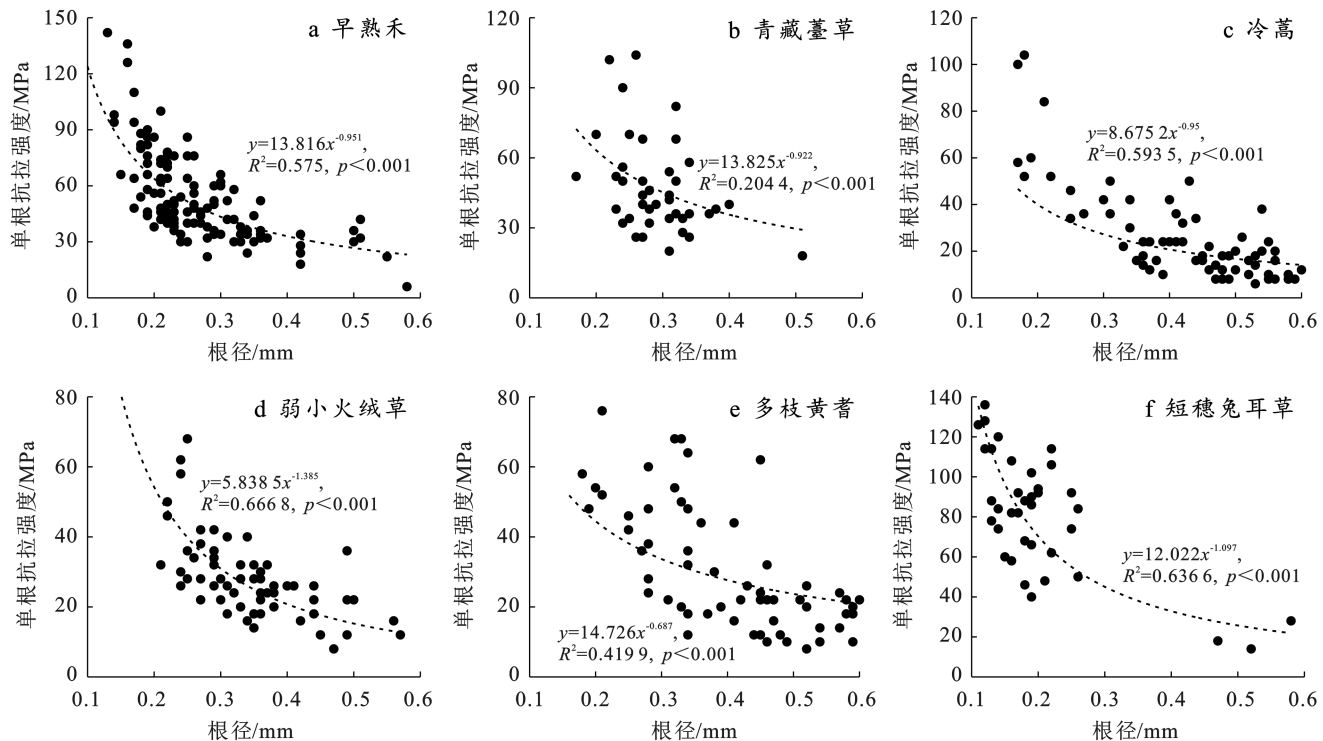 a 早熟禾
150
120
90
60
30
0
单根抗拉强度/MPa
y=13.816x^-0.951,
R²=0.575, p<0.001
0.1 0.2 0.3 0.4 0.5 0.6
根径/mm
b 青藏薹草
120
90
60
30
0
单根抗拉强度/MPa
y=13.825x^-0.922,
R²=0.204 4, p<0.001
0.1 0.2 0.3 0.4 0.5 0.6
根径/mm
c 冷蒿
120
100
80
60
40
20
0
单根抗拉强度/MPa
y=8.675 2x^-0.95,
R²=0.593 5, p<0.001
0.1 0.2 0.3 0.4 0.5 0.6
根径/mm
d 弱小火绒草
80
60
40
20
0
单根抗拉强度/MPa
y=5.838 5x^-1.385,
R²=0.666 8, p<0.001
0.1 0.2 0.3 0.4 0.5 0.6
根径/mm
e 多枝黄耆
80
60
40
20
0
单根抗拉强度/MPa
y=14.726x^-0.687,
R²=0.419 9, p<0.001
0.1 0.2 0.3 0.4 0.5 0.6
根径/mm
f 短穗兔耳草
140
120
100
80
60
40
20
0
单根抗拉强度/MPa
y=12.022x^-1.097,
R²=0.636 6, p<0.001
0.1 0.2 0.3 0.4 0.5 0.6
根径/mm